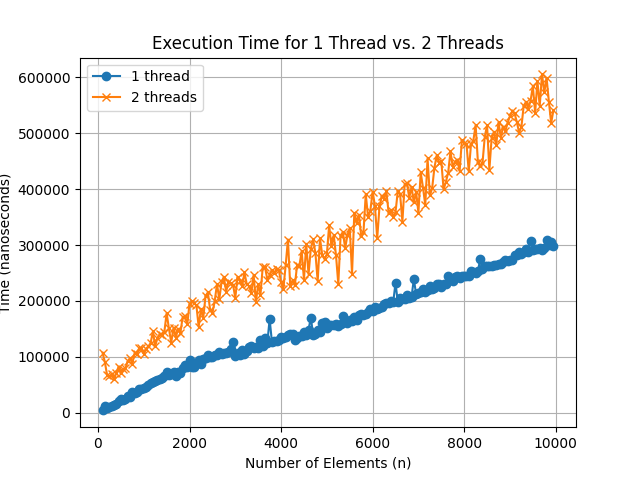 Execution Time for 1 Thread vs. 2 Threads
1 thread
2 threads
600000
500000
400000
300000
200000
100000
0
Time (nanoseconds)
0 2000 4000 6000 8000 10000
Number of Elements (n)